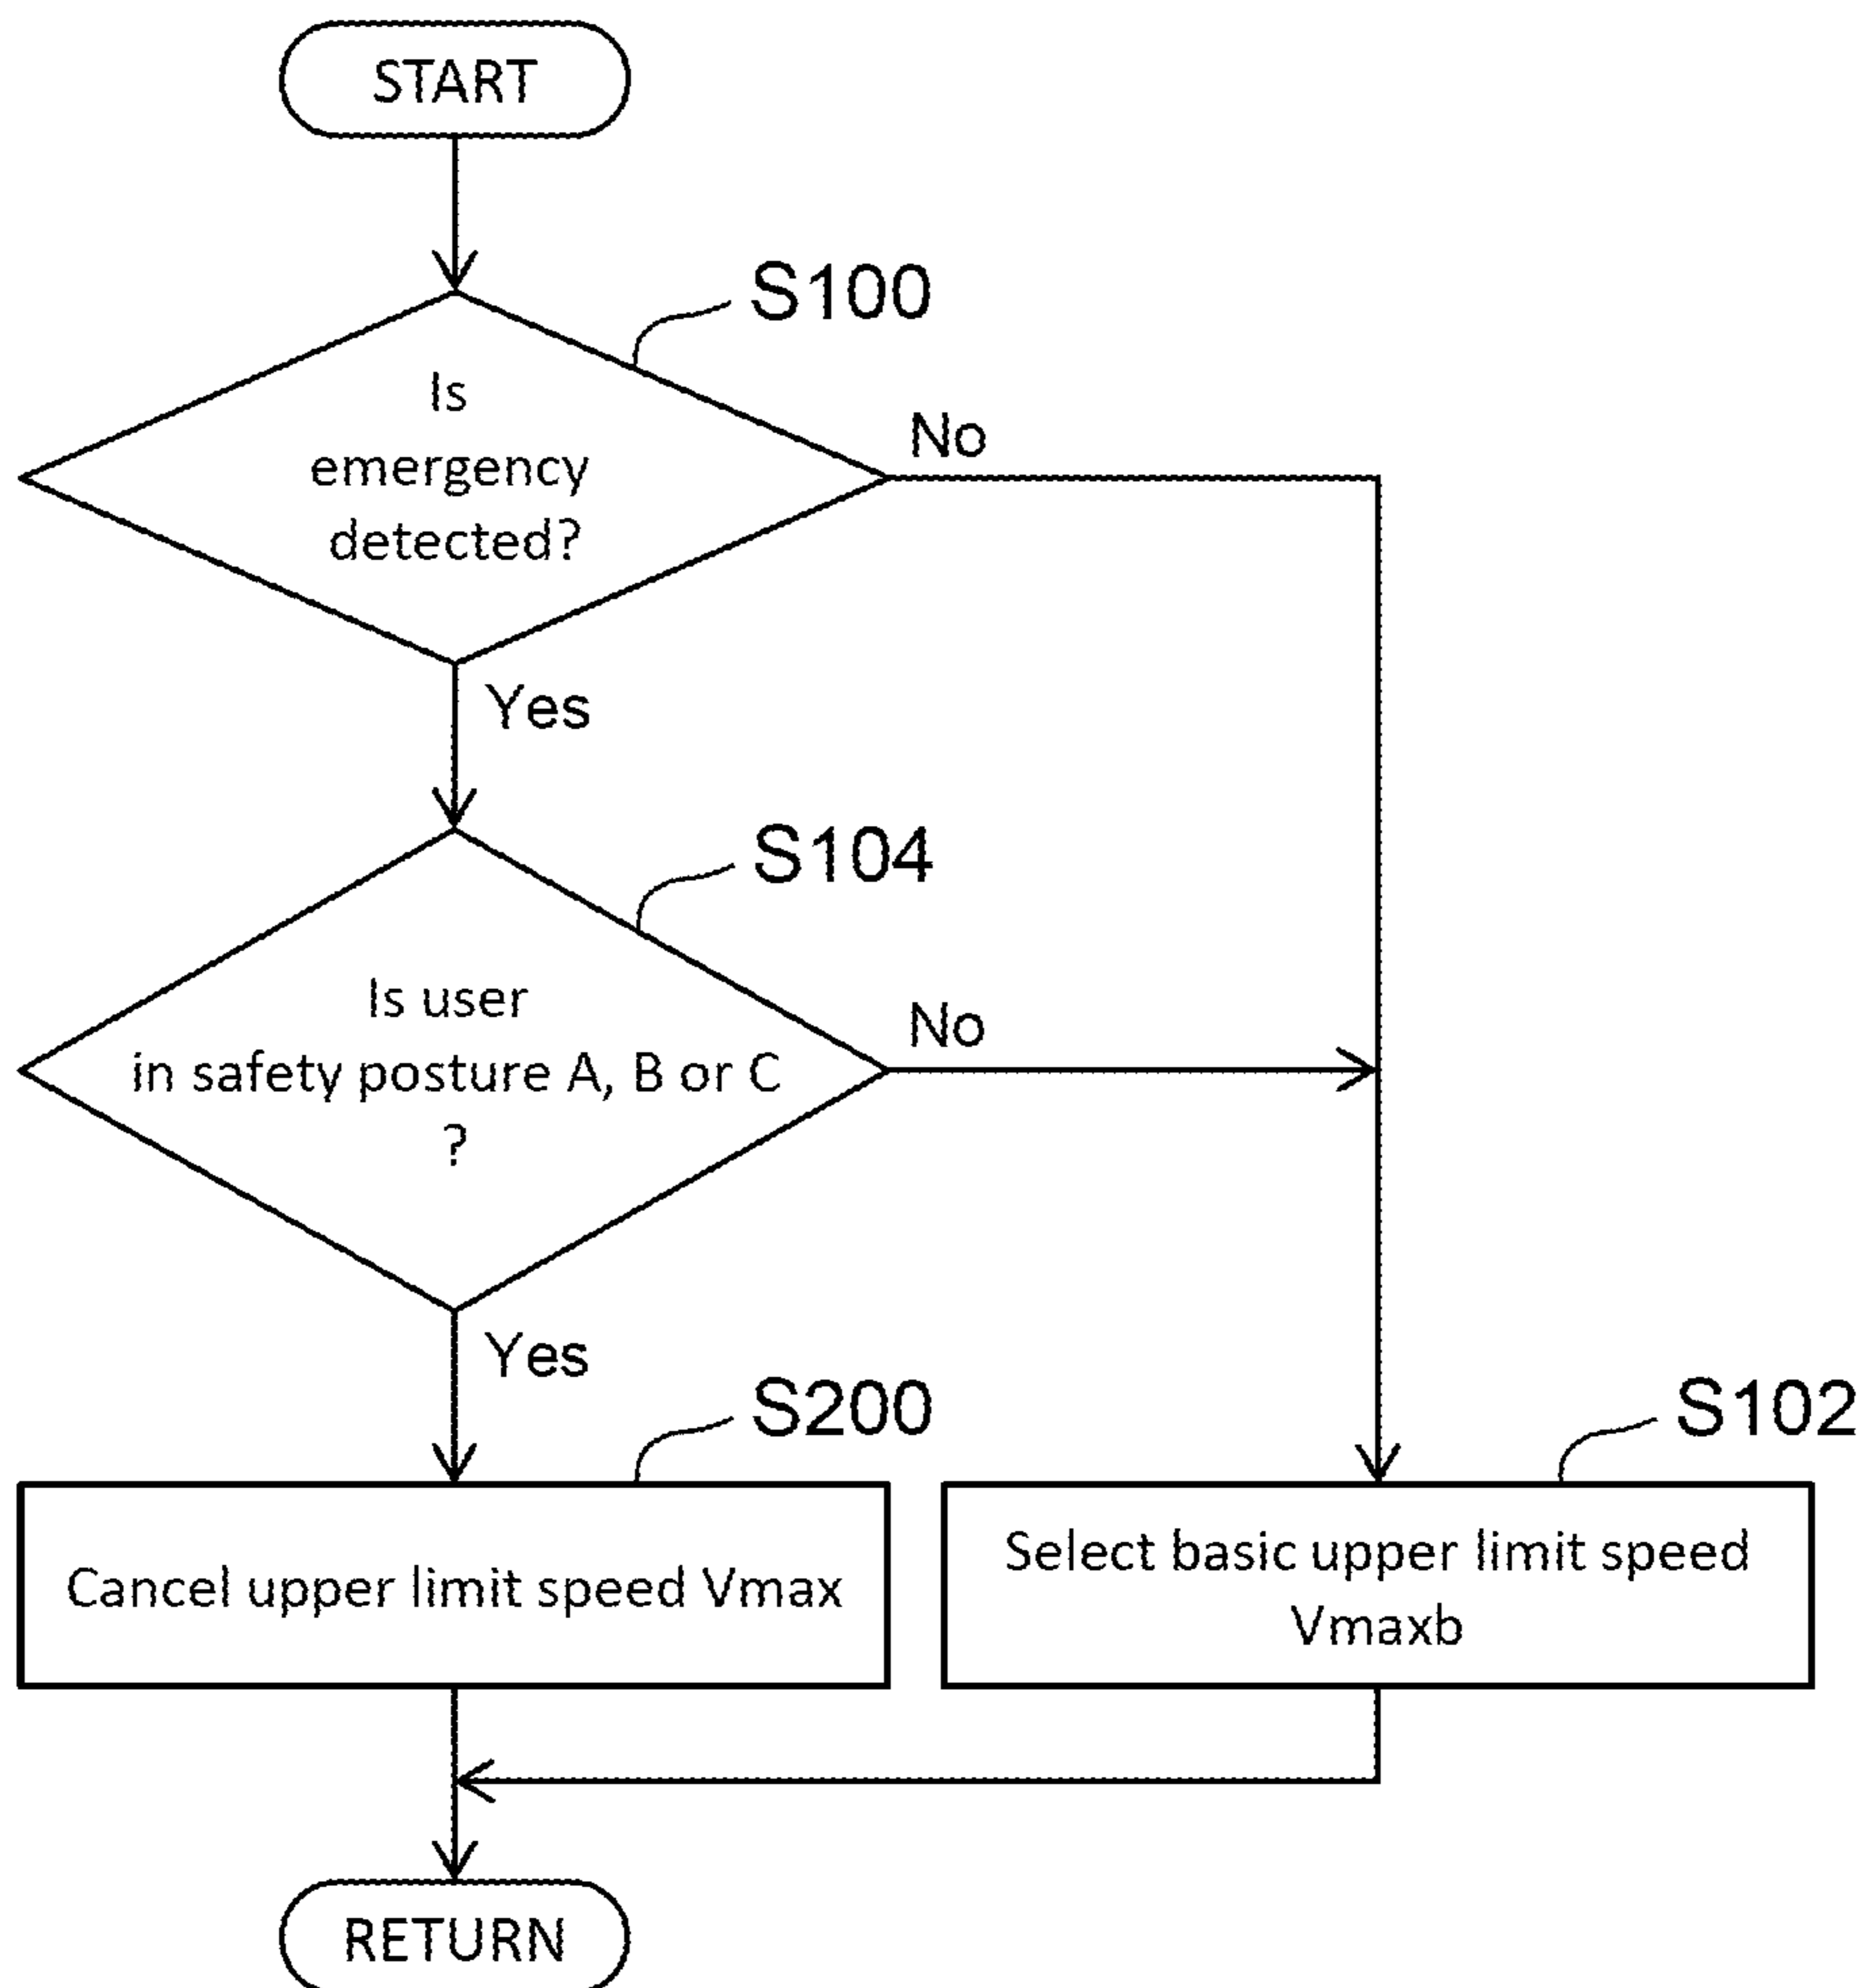 START
S100
Is
emergency
detected?
No
Yes
S104
Is user
in safety posture A, B or C
?
No
Yes
S200
S102
Cancel upper limit speed Vmax
Select basic upper limit speed
Vmaxb
RETURN